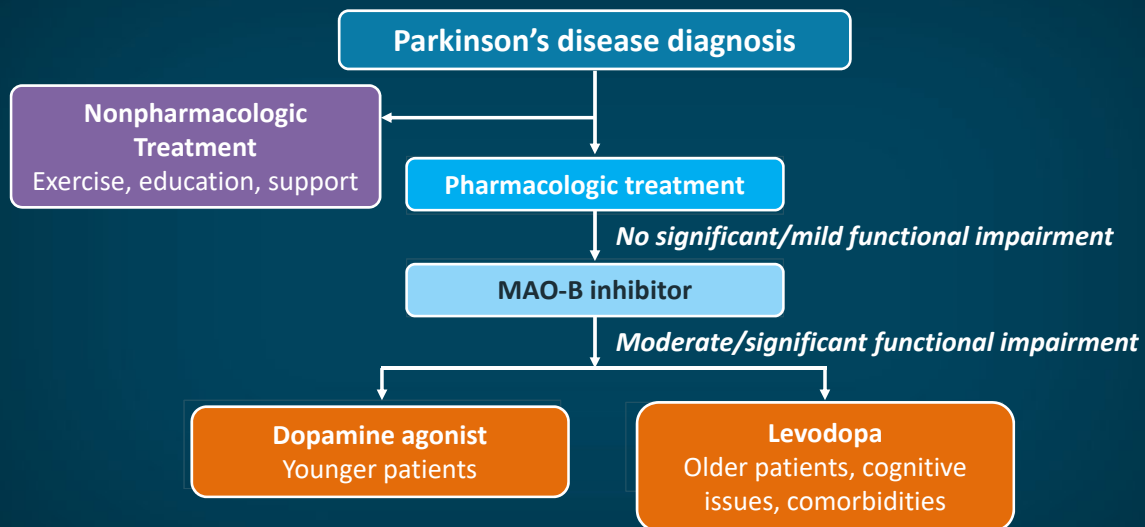 Parkinson’s disease diagnosis
Nonpharmacologic
Treatment
Exercise, education, support
Pharmacologic treatment
No significant/mild functional impairment
MAO-B inhibitor
Moderate/significant functional impairment
Dopamine agonist
Younger patients
Levodopa
Older patients, cognitive
issues, comorbidities